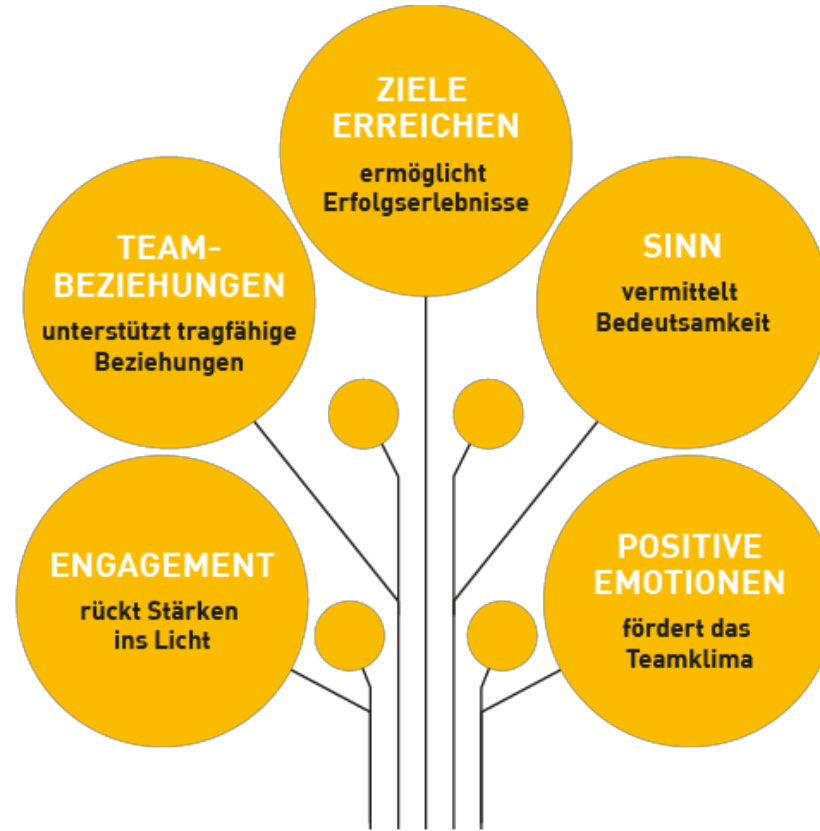 ZIELE
ERREICHEN
ermöglicht
Erfolgserlebnisse
TEAM-
BEZIEHUNGEN
unterstützt tragfähige
Beziehungen
SINN
vermittelt
Bedeutsamkeit
ENGAGEMENT
rückt Stärken
ins Licht
POSITIVE
EMOTIONEN
fördert das
Teamklima